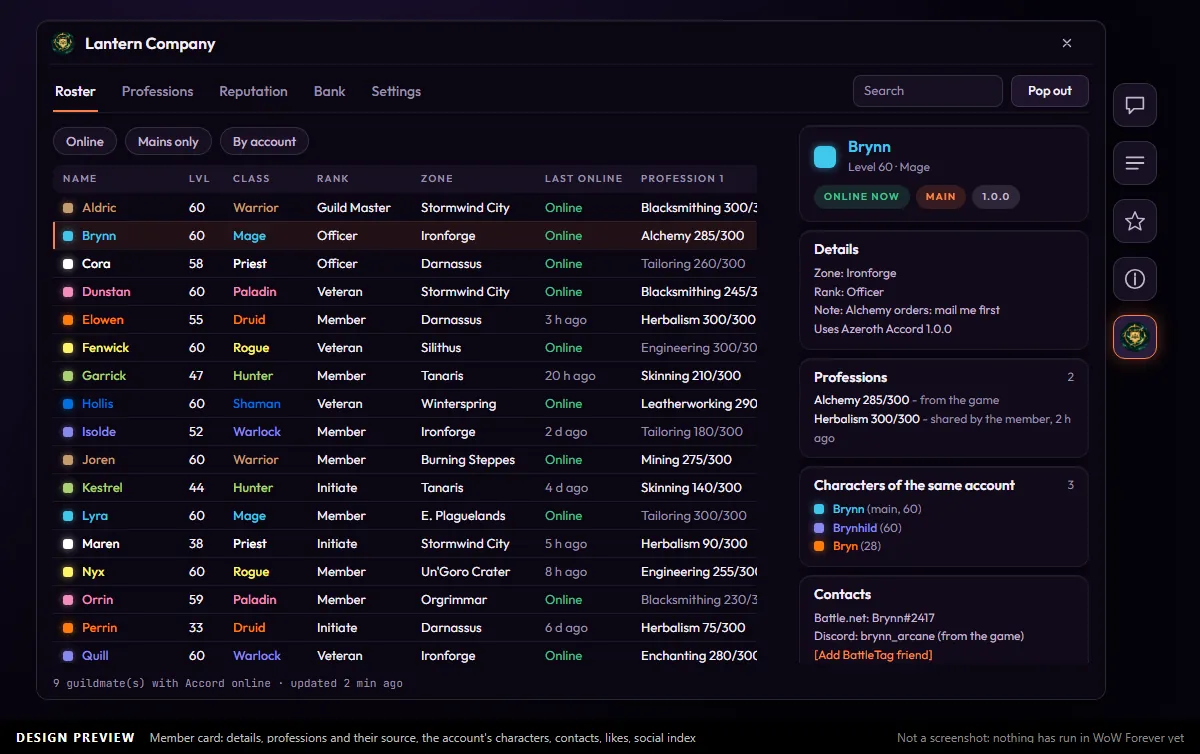 Lantern Company
Roster Professions Reputation Bank Settings Search Pop out
Online Mains only By account
NAME LVL CLASS RANK ZONE LAST ONLINE PROFESSION 1
Aldric 60 Warrior Guild Master Stormwind City Online Blacksmithing 300/3
Brynn 60 Mage Officer Ironforge Online Alchemy 285/300
Cora 58 Priest Officer Darnassus Online Tailoring 260/300
Dunstan 60 Paladin Veteran Stormwind City Online Blacksmithing 245/3
Elowen 55 Druid Member Darnassus 3 h ago Herbalism 300/300
Fenwick 60 Rogue Veteran Silithus Online Engineering 300/30
Garrick 47 Hunter Member Tanaris 20 h ago Skinning 210/300
Hollis 60 Shaman Veteran Winterspring Online Leatherworking 290
Isolde 52 Warlock Member Ironforge 2 d ago Tailoring 180/300
Joren 60 Warrior Member Burning Steppes Online Mining 275/300
Kestrel 44 Hunter Initiate Tanaris 4 d ago Skinning 140/300
Lyra 60 Mage Member E. Plaguelands Online Tailoring 300/300
Maren 38 Priest Initiate Stormwind City 5 h ago Herbalism 90/300
Nyx 60 Rogue Member Un'Goro Crater 8 h ago Engineering 255/300
Orrin 59 Paladin Member Orgrimmar Online Blacksmithing 230/3
Perrin 33 Druid Initiate Darnassus 6 d ago Herbalism 75/300
Quill 60 Warlock Veteran Ironforge Online Enchanting 280/300
9 guildmate(s) with Accord online · updated 2 min ago
Brynn
Level 60 · Mage
ONLINE NOW MAIN 1.0.0
Details
Zone: Ironforge
Rank: Officer
Note: Alchemy orders: mail me first
Uses Azeroth Accord 1.0.0
Professions 2
Alchemy 285/300 - from the game
Herbalism 300/300 - shared by the member, 2 h
ago
Characters of the same account 3
Brynn (main, 60)
Brynhild (60)
Bryn (28)
Contacts
Battle.net: Brynn#2417
Discord: brynn_arcane (from the game)
[Add BattleTag friend]
DESIGN PREVIEW Member card: details, professions and their source, the account's characters, contacts, likes, social index Not a screenshot: nothing has run in WoW Forever yet